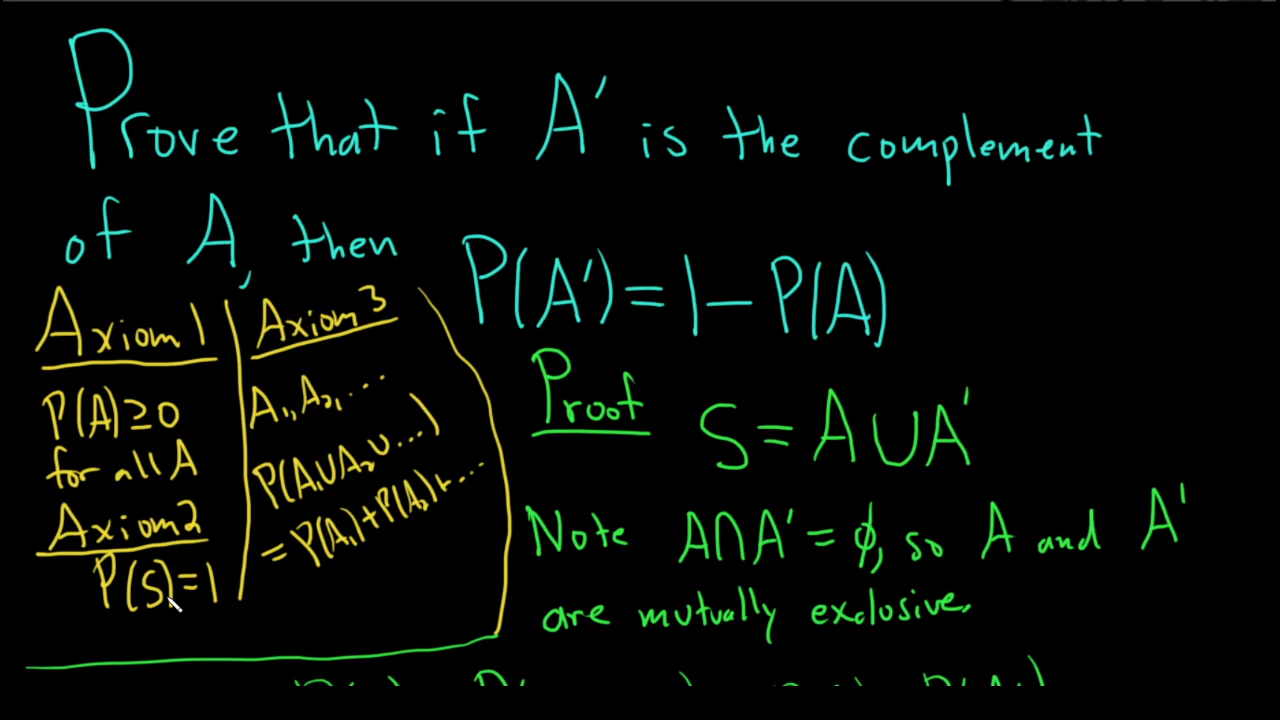 Prove that if A' is the complement
of A, then
P(A') = 1 - P(A)
Axiom 1
P(A) ≥ 0
for all A
Axiom 2
P(S) = 1
Axiom 3
A₁, A₂, ...
P(A₁ ∪ A₂ ∪ ...)
= P(A₁) + P(A₂) + ...
Proof S = A ∪ A'
Note A ∩ A' = ϕ, so A and A'
are mutually exclusive.